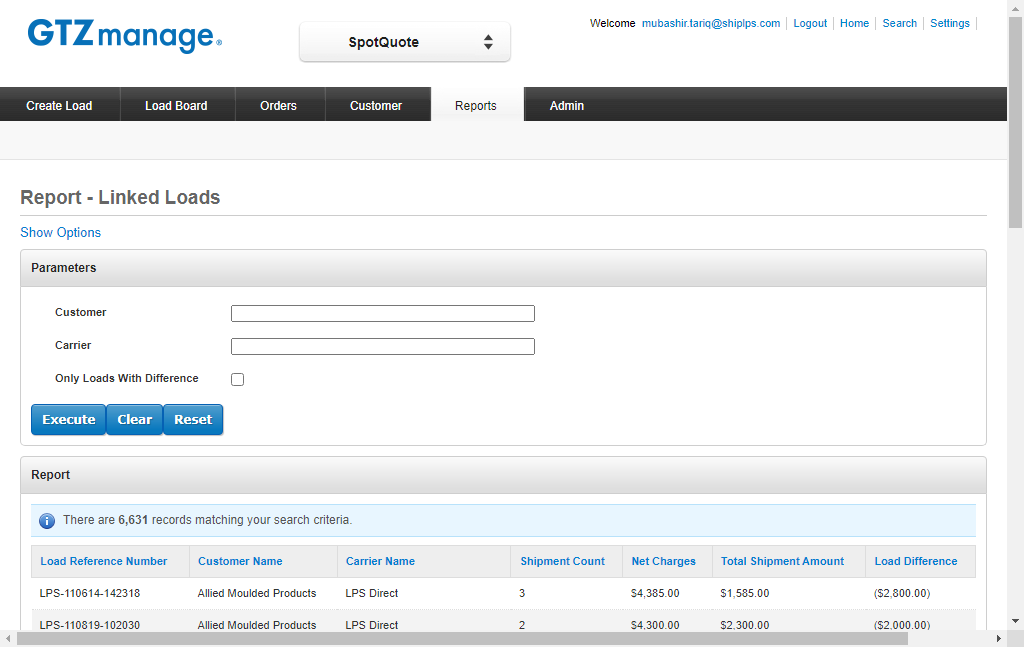 GTZmanage®
SpotQuote
Welcome mubashir.tariq@shiplps.com Logout Home Search Settings
Create Load Load Board Orders Customer Reports Admin
Report - Linked Loads
Show Options
Parameters
Customer
Carrier
Only Loads With Difference
Execute Clear Reset
Report
There are 6,631 records matching your search criteria.
Load Reference Number Customer Name Carrier Name Shipment Count Net Charges Total Shipment Amount Load Difference
LPS-110614-142318 Allied Moulded Products LPS Direct 3 $4,385.00 $1,585.00 ($2,800.00)
LPS-110819-102030 Allied Moulded Products LPS Direct 2 $4,300.00 $2,300.00 ($2,000.00)